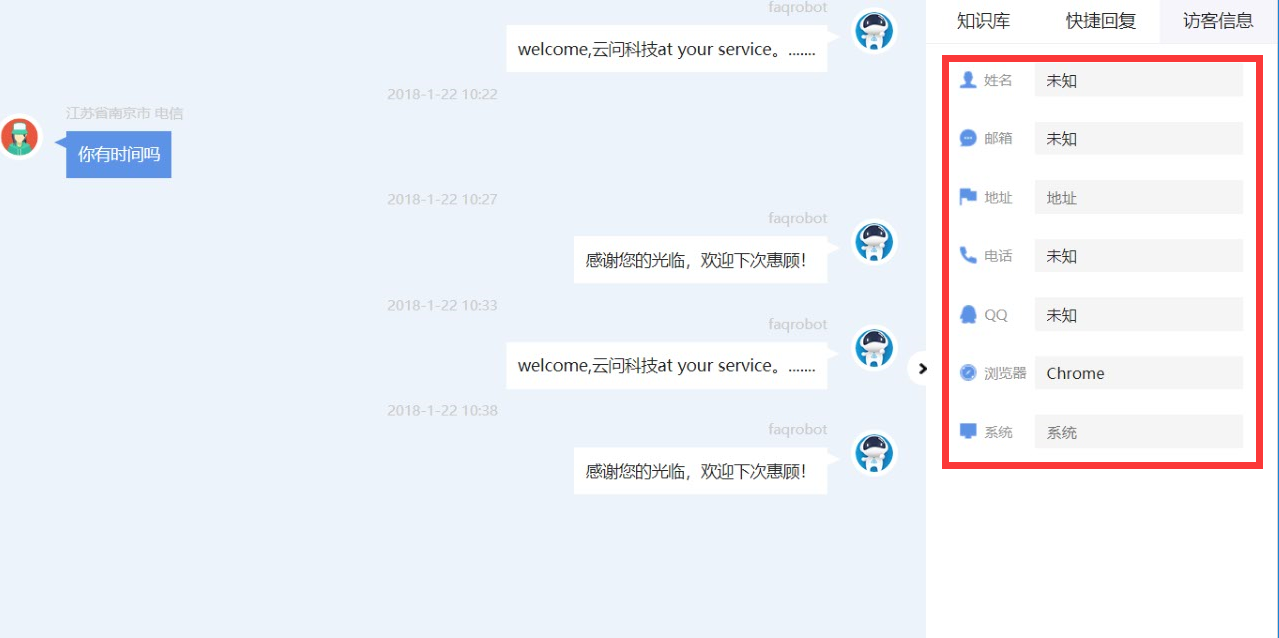 faqrobot
welcome,云问科技at your service。.......
2018-1-22 10:22
江苏省南京市 电信
你有时间吗
2018-1-22 10:27
faqrobot
感谢您的光临，欢迎下次惠顾！
2018-1-22 10:33
faqrobot
welcome,云问科技at your service。.......
2018-1-22 10:38
faqrobot
感谢您的光临，欢迎下次惠顾！
知识库 快捷回复 访客信息
姓名 未知
邮箱 未知
地址 地址
电话 未知
QQ 未知
浏览器 Chrome
系统 系统